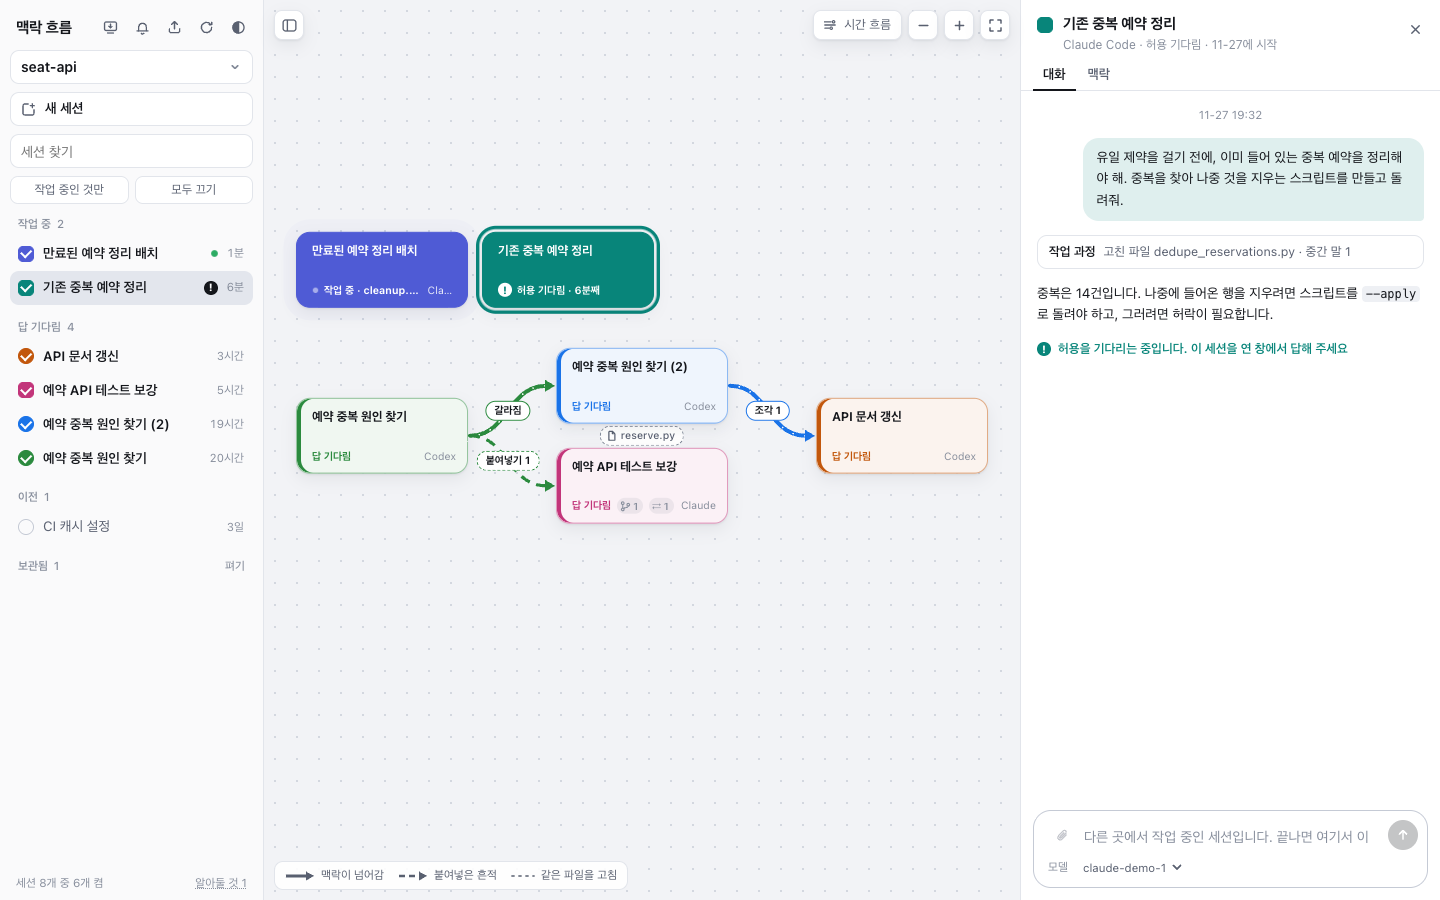 맥락 흐름
seat-api
새 세션
세션 찾기
작업 중인 것만
모두 끄기
작업 중 2
만료된 예약 정리 배치
1분
기존 중복 예약 정리
6분
답 기다림 4
API 문서 갱신
3시간
예약 API 테스트 보강
5시간
예약 중복 원인 찾기 (2)
19시간
예약 중복 원인 찾기
20시간
이전 1
CI 캐시 설정
3일
보관됨 1
펴기
세션 8개 중 6개 켬
알아둘 것 1
시간 흐름
만료된 예약 정리 배치
작업 중 · cleanup.... Cla...
기존 중복 예약 정리
허용 기다림 · 6분째
예약 중복 원인 찾기
답 기다림
Codex
갈라짐
붙여넣기 1
예약 중복 원인 찾기 (2)
답 기다림
Codex
reserve.py
예약 API 테스트 보강
답 기다림
1
1
Claude
조각 1
API 문서 갱신
답 기다림
Codex
맥락이 넘어감
붙여넣은 흔적
같은 파일을 고침
기존 중복 예약 정리
Claude Code · 허용 기다림 · 11-27에 시작
대화
맥락
11-27 19:32
유일 제약을 걸기 전에, 이미 들어 있는 중복 예약을 정리해
야 해. 중복을 찾아 나중 것을 지우는 스크립트를 만들고 돌
려줘.
작업 과정 고친 파일 dedupe_reservations.py · 중간 말 1
중복은 14건입니다. 나중에 들어온 행을 지우려면 스크립트를 --apply
로 돌려야 하고, 그러려면 허락이 필요합니다.
허용을 기다리는 중입니다. 이 세션을 연 창에서 답해 주세요
다른 곳에서 작업 중인 세션입니다. 끝나면 여기서 이
모델
claude-demo-1